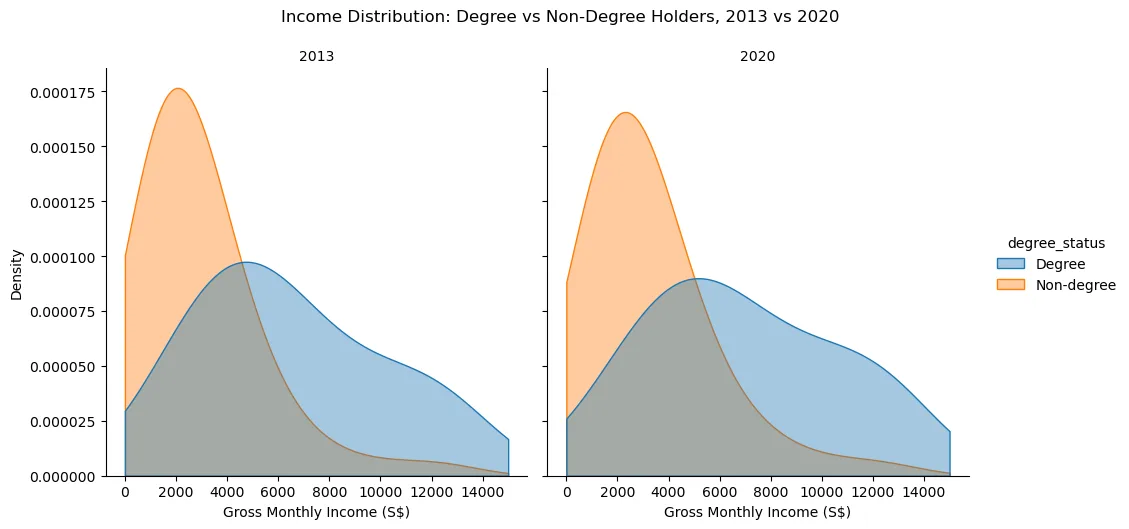 Income Distribution: Degree vs Non-Degree Holders, 2013 vs 2020
2013
2020
Density
0.000175
0.000150
0.000125
0.000100
0.000075
0.000050
0.000025
0.000000
0 2000 4000 6000 8000 10000 12000 14000
Gross Monthly Income (S$)
0 2000 4000 6000 8000 10000 12000 14000
Gross Monthly Income (S$)
degree_status
Degree
Non-degree